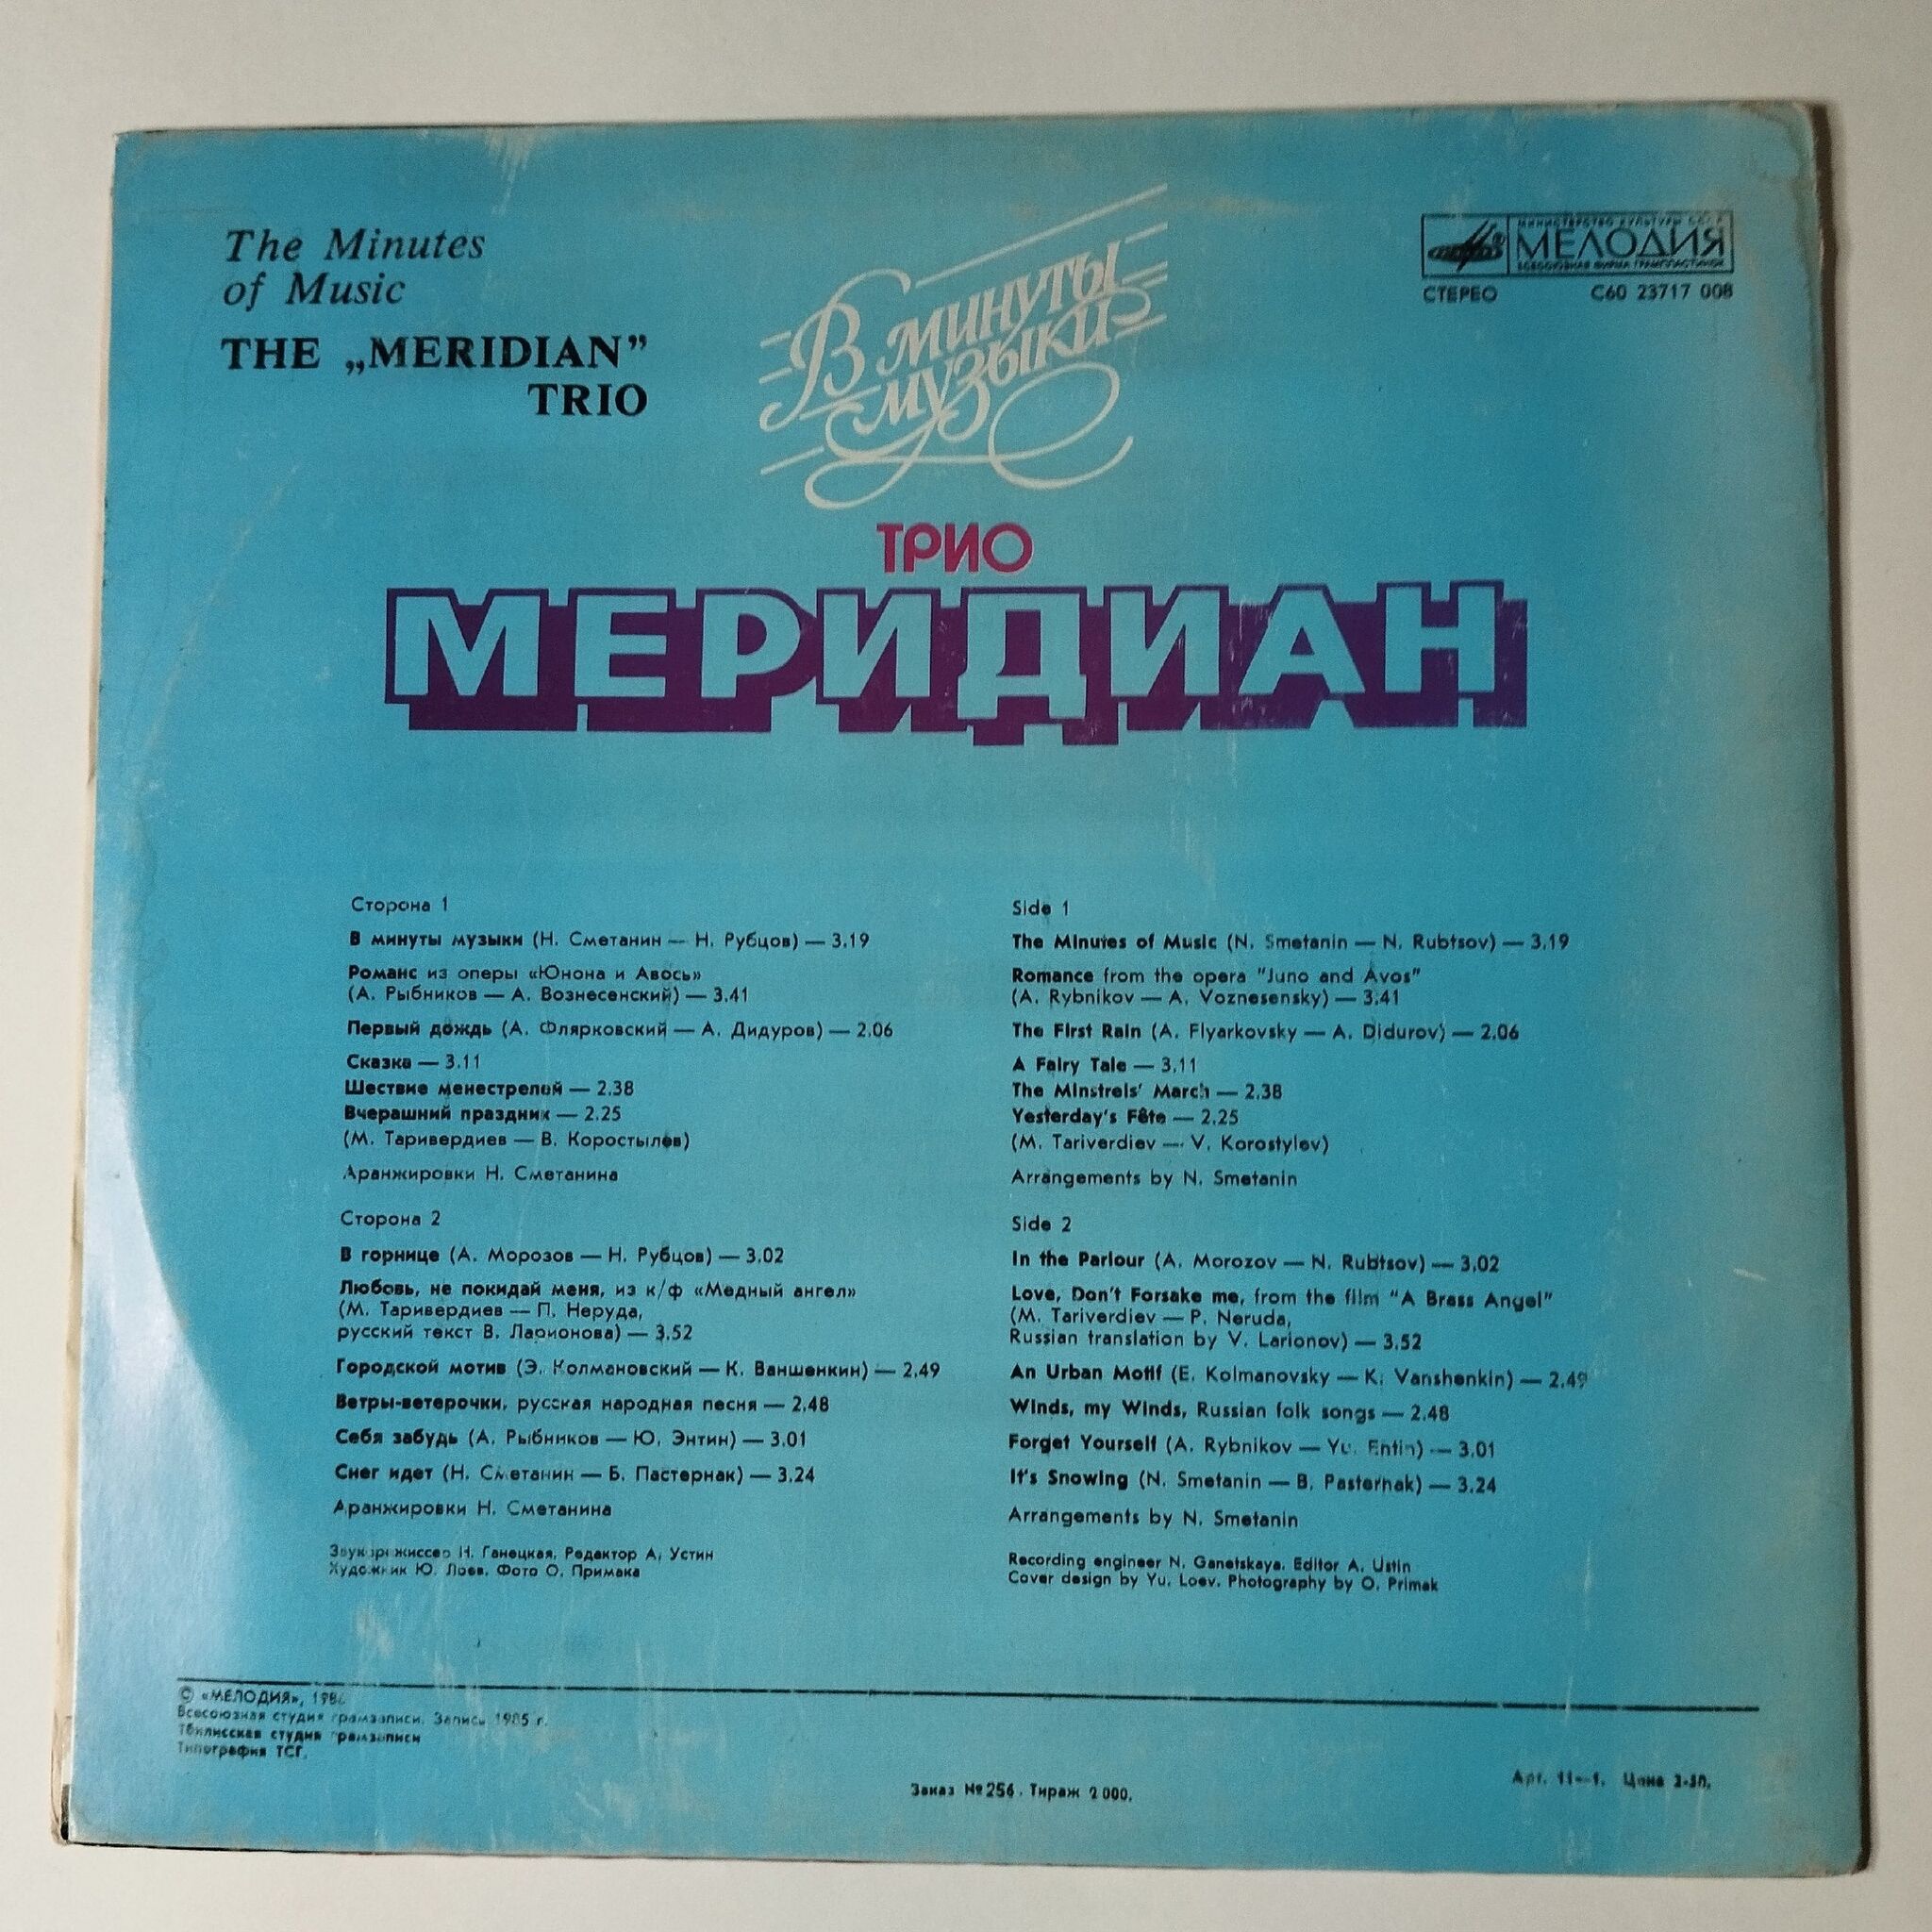 The Minutes
of Music
THE „MERIDIAN”
TRIO
В минуты
музыки
МИНИСТЕРСТВО КУЛЬТУРЫ СССР
МЕЛОДИЯ
ВСЕСОЮЗНАЯ ФИРМА ГРАМПЛАСТИНОК
СТЕРЕО С60 23717 008
ТРИО
МЕРИДИАН
Сторона 1
В минуты музыки (Н. Сметанин — Н. Рубцов) — 3.19
Романс из оперы «Юнона и Авось»
(А. Рыбников — А. Вознесенский) — 3.41
Первый дождь (А. Флярковский — А. Дидуров) — 2.06
Сказка — 3.11
Шествие менестрелей — 2.38
Вчерашний праздник — 2.25
(М. Таривердиев — В. Коростылев)
Аранжировки Н. Сметанина
Сторона 2
В горнице (А. Морозов — Н. Рубцов) — 3.02
Любовь, не покидай меня, из к/ф «Медный ангел»
(М. Таривердиев — П. Неруда,
русский текст В. Ларионова) — 3.52
Городской мотив (Э. Колмановский — К. Ваншенкин) — 2.49
Ветры-ветерочки, русская народная песня — 2.48
Себя забудь (А. Рыбников — Ю. Энтин) — 3.01
Снег идет (Н. Сметанин — Б. Пастернак) — 3.24
Аранжировки Н. Сметанина
Звукорежиссер Н. Ганецкая. Редактор А. Устин
Художник Ю. Лоев. Фото О. Примака
Side 1
The Minutes of Music (N. Smetanin — N. Rubtsov) — 3.19
Romance from the opera "Juno and Avos"
(A. Rybnikov — A. Voznesensky) — 3.41
The First Rain (A. Flyarkovsky — A. Didurov) — 2.06
A Fairy Tale — 3.11
The Minstrels' March — 2.38
Yesterday's Fête — 2.25
(M. Tariverdiev — V. Korostylev)
Arrangements by N. Smetanin
Side 2
In the Parlour (A. Morozov — N. Rubtsov) — 3.02
Love, Don't Forsake me, from the film "A Brass Angel"
(M. Tariverdiev — P. Neruda,
Russian translation by V. Larionov) — 3.52
An Urban Motif (E. Kolmanovsky — K. Vanshenkin) — 2.49
Winds, my Winds, Russian folk songs — 2.48
Forget Yourself (A. Rybnikov — Yu. Entin) — 3.01
It's Snowing (N. Smetanin — B. Pasternak) — 3.24
Arrangements by N. Smetanin
Recording engineer N. Ganetskaya. Editor A. Ustin
Cover design by Yu. Loev. Photography by O. Primak
© «МЕЛОДИЯ»,
Всесоюзная студия грамзаписи. Запись 1985 г.
Тбилисская студия грамзаписи
Типография ТСГ.
Заказ №256. Тираж 2 000.
Арт. 11—1. Цена